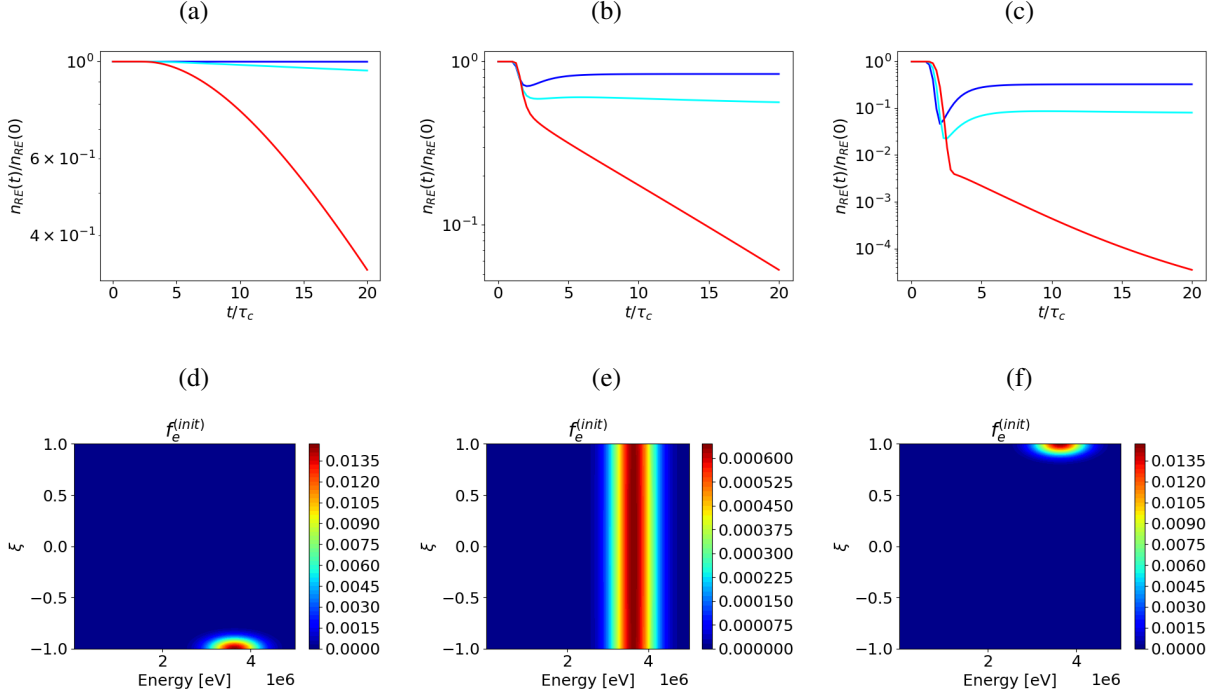 (a)
(b)
(c)
10⁰
6 × 10⁻¹
4 × 10⁻¹
n_RE(t)/n_RE(0)
0 5 10 15 20
t/τ_c
10⁰
10⁻¹
n_RE(t)/n_RE(0)
0 5 10 15 20
t/τ_c
10⁰
10⁻¹
10⁻²
10⁻³
10⁻⁴
n_RE(t)/n_RE(0)
0 5 10 15 20
t/τ_c
(d)
(e)
(f)
f_e^(init)
1.0
0.5
0.0
−0.5
−1.0
ξ
2 4
Energy [eV] 1e6
0.0135
0.0120
0.0105
0.0090
0.0075
0.0060
0.0045
0.0030
0.0015
0.0000
f_e^(init)
1.0
0.5
0.0
−0.5
−1.0
ξ
2 4
Energy [eV] 1e6
0.000600
0.000525
0.000450
0.000375
0.000300
0.000225
0.000150
0.000075
0.000000
f_e^(init)
1.0
0.5
0.0
−0.5
−1.0
ξ
2 4
Energy [eV] 1e6
0.0135
0.0120
0.0105
0.0090
0.0075
0.0060
0.0045
0.0030
0.0015
0.0000